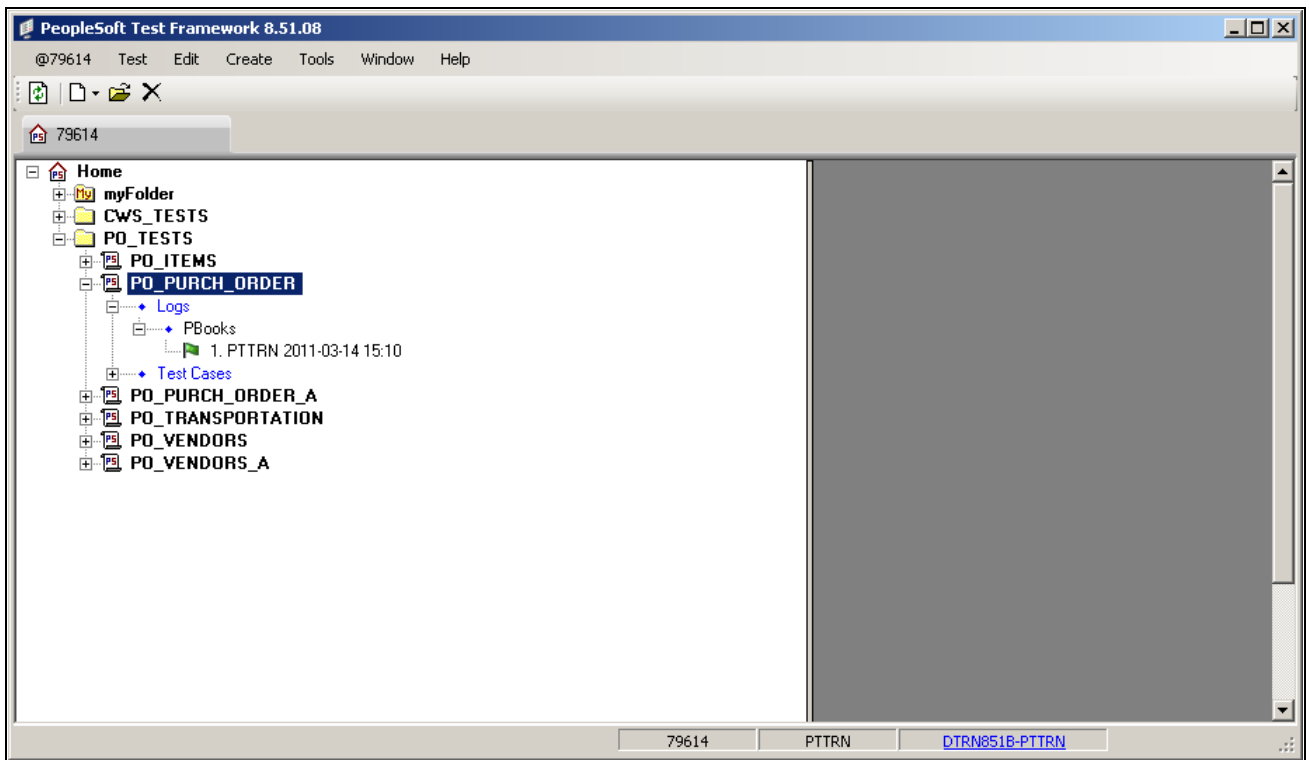 PeopleSoft Test Framework 8.51.08
@79614 Test Edit Create Tools Window Help
79614
Home
myFolder
CWS_TESTS
PO_TESTS
PO_ITEMS
PO_PURCH_ORDER
Logs
PBooks
1. PTTRN 2011-03-14 15:10
Test Cases
PO_PURCH_ORDER_A
PO_TRANSPORTATION
PO_VENDORS
PO_VENDORS_A
79614 PTTRN DTRN851B-PTTRN